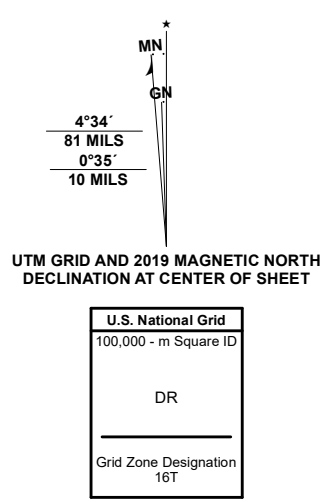 MN
GN
4°34´
81 MILS
0°35´
10 MILS
UTM GRID AND 2019 MAGNETIC NORTH
DECLINATION AT CENTER OF SHEET
U.S. National Grid
100,000 - m Square ID
DR
Grid Zone Designation
16T